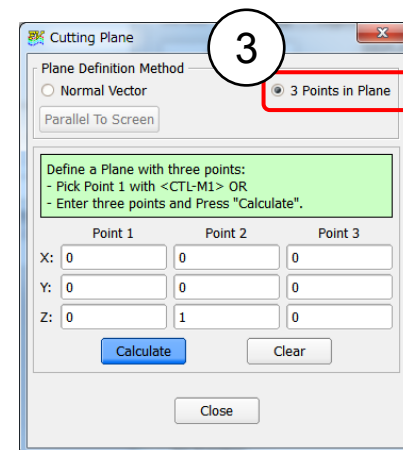 Cutting Plane
3
Plane Definition Method
Normal Vector
3 Points in Plane
Parallel To Screen
Define a Plane with three points:
- Pick Point 1 with <CTL-M1> OR
- Enter three points and Press "Calculate".
Point 1 Point 2 Point 3
X: 0 0 0
Y: 0 0 0
Z: 0 1 0
Calculate Clear
Close